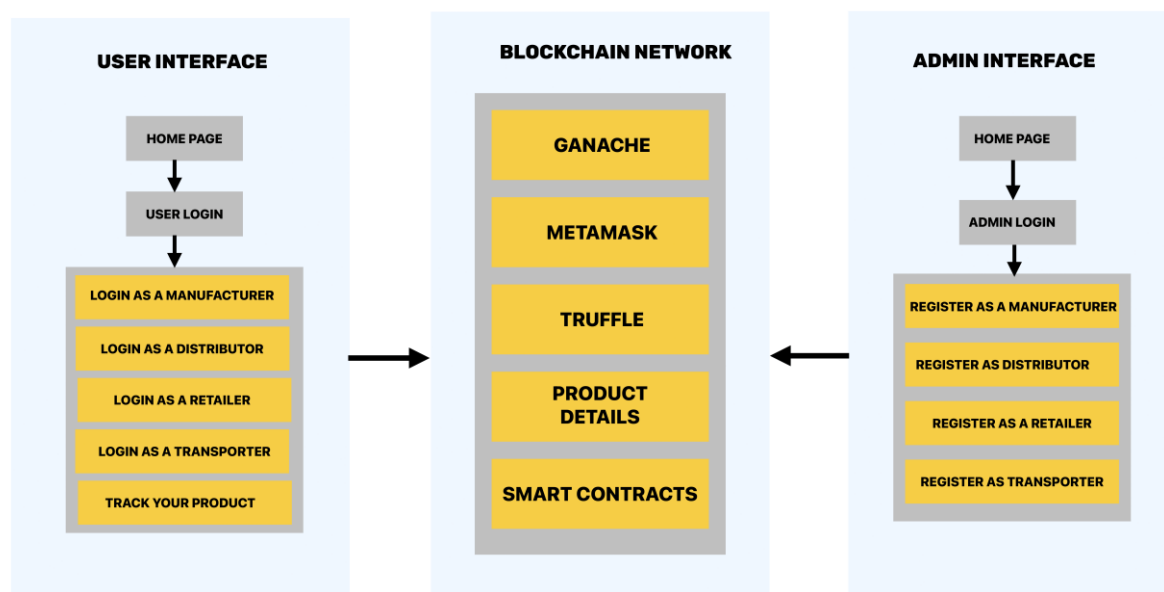 USER INTERFACE
HOME PAGE
USER LOGIN
LOGIN AS A MANUFACTURER
LOGIN AS A DISTRIBUTOR
LOGIN AS A RETAILER
LOGIN AS A TRANSPORTER
TRACK YOUR PRODUCT
BLOCKCHAIN NETWORK
GANACHE
METAMASK
TRUFFLE
PRODUCT
DETAILS
SMART CONTRACTS
ADMIN INTERFACE
HOME PAGE
ADMIN LOGIN
REGISTER AS A MANUFACTURER
REGISTER AS DISTRIBUTOR
REGISTER AS A RETAILER
REGISTER AS TRANSPORTER